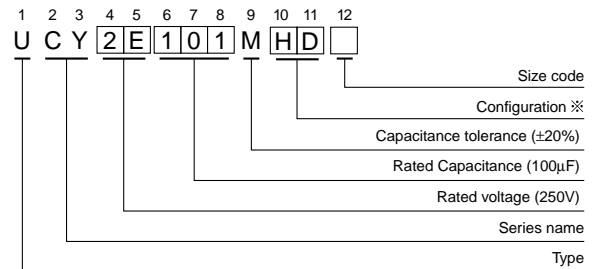 1 2 3 4 5 6 7 8 9 10 11 12
U C Y 2 E 1 0 1 M H D
Size code
Configuration ※
Capacitance tolerance (±20%)
Rated Capacitance (100µF)
Rated voltage (250V)
Series name
Type